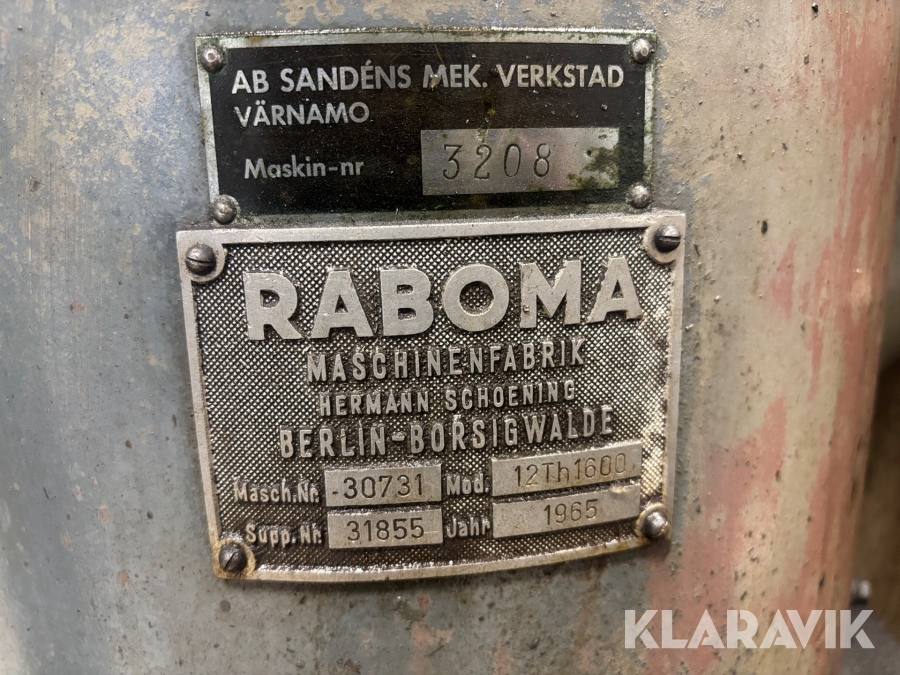 AB SANDÉNS MEK. VERKSTAD
VÄRNAMO
Maskin-nr 3208
RABOMA
MASCHINENFABRIK
HERMANN SCHOENING
BERLIN-BORSIGWALDE
Masch.Nr. 30731 Mod. 12Th1600
Supp.Nr. 31855 Jahr 1965
KLARAVIK